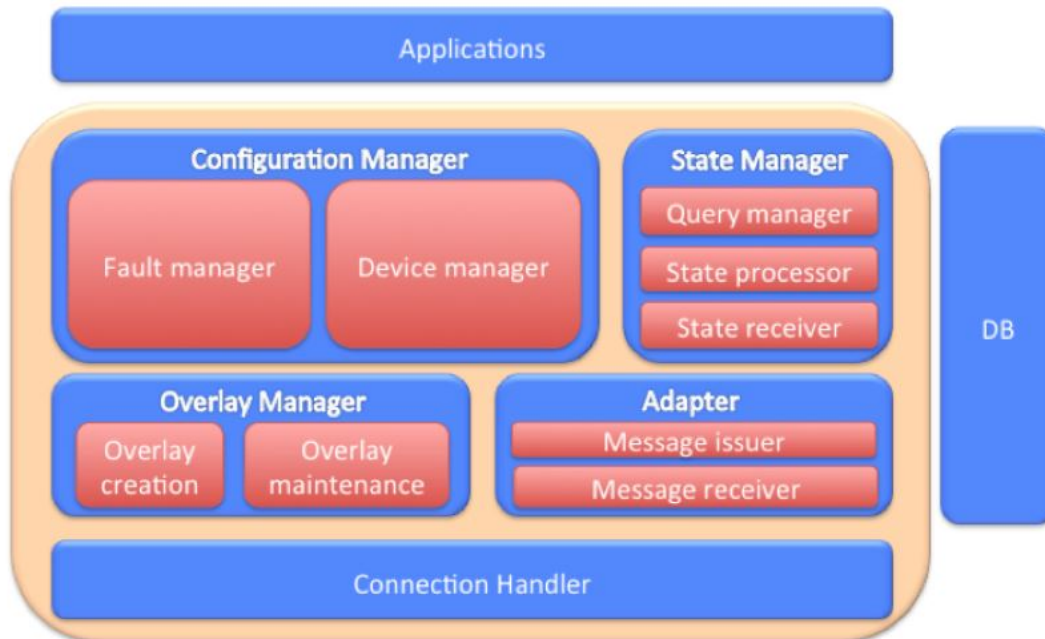 Applications
Configuration Manager
Fault manager
Device manager
State Manager
Query manager
State processor
State receiver
DB
Overlay Manager
Overlay
creation
Overlay
maintenance
Adapter
Message issuer
Message receiver
Connection Handler